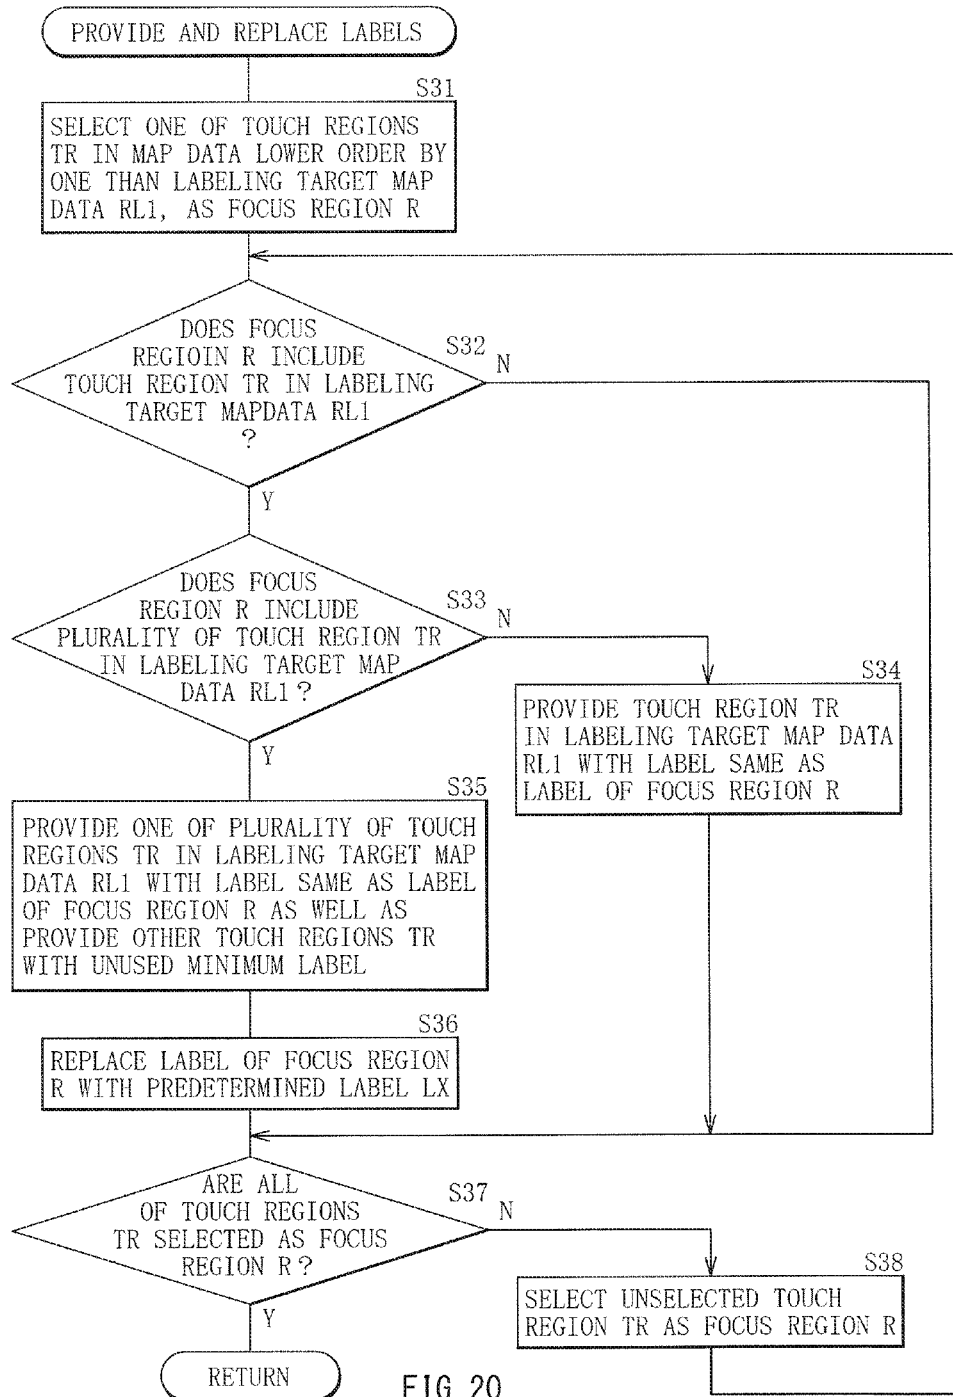 PROVIDE AND REPLACE LABELS
S31
SELECT ONE OF TOUCH REGIONS
TR IN MAP DATA LOWER ORDER BY
ONE THAN LABELING TARGET MAP
DATA RL1, AS FOCUS REGION R
DOES FOCUS
REGIOIN R INCLUDE
TOUCH REGION TR IN LABELING
TARGET MAPDATA RL1
?
S32
N
Y
DOES FOCUS
REGION R INCLUDE
PLURALITY OF TOUCH REGION TR
IN LABELING TARGET MAP
DATA RL1?
S33
N
Y
S34
PROVIDE TOUCH REGION TR
IN LABELING TARGET MAP DATA
RL1 WITH LABEL SAME AS
LABEL OF FOCUS REGION R
S35
PROVIDE ONE OF PLURALITY OF TOUCH
REGIONS TR IN LABELING TARGET MAP
DATA RL1 WITH LABEL SAME AS LABEL
OF FOCUS REGION R AS WELL AS
PROVIDE OTHER TOUCH REGIONS TR
WITH UNUSED MINIMUM LABEL
S36
REPLACE LABEL OF FOCUS REGION
R WITH PREDETERMINED LABEL LX
ARE ALL
OF TOUCH REGIONS
TR SELECTED AS FOCUS
REGION R?
S37
N
Y
S38
SELECT UNSELECTED TOUCH
REGION TR AS FOCUS REGION R
RETURN
FIG. 20